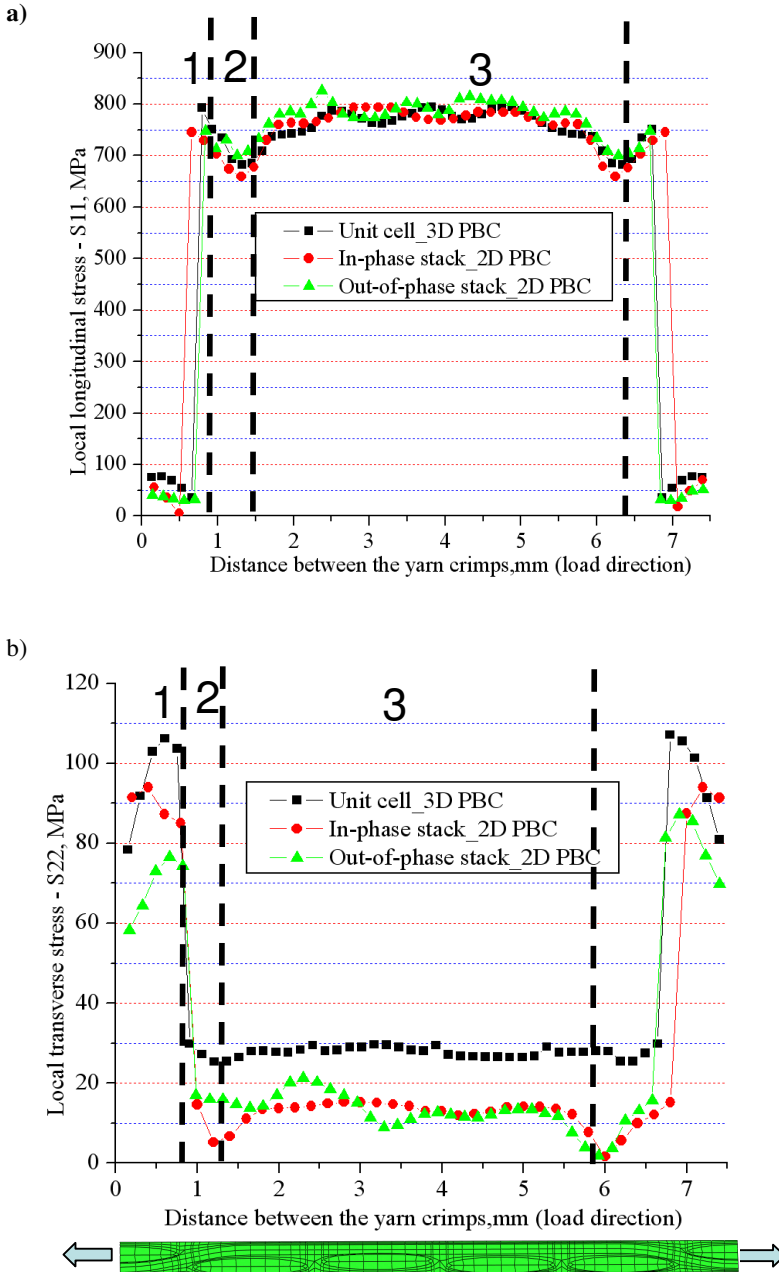 a)
900
800
700
600
500
400
300
200
100
0
Local longitudinal stress - S11, MPa
1 2 3
Unit cell_3D PBC
In-phase stack_2D PBC
Out-of-phase stack_2D PBC
0 1 2 3 4 5 6 7
Distance between the yarn crimps,mm (load direction)
b)
120
100
80
60
40
20
0
Local transverse stress - S22, MPa
1 2 3
Unit cell_3D PBC
In-phase stack_2D PBC
Out-of-phase stack_2D PBC
0 1 2 3 4 5 6 7
Distance between the yarn crimps,mm (load direction)